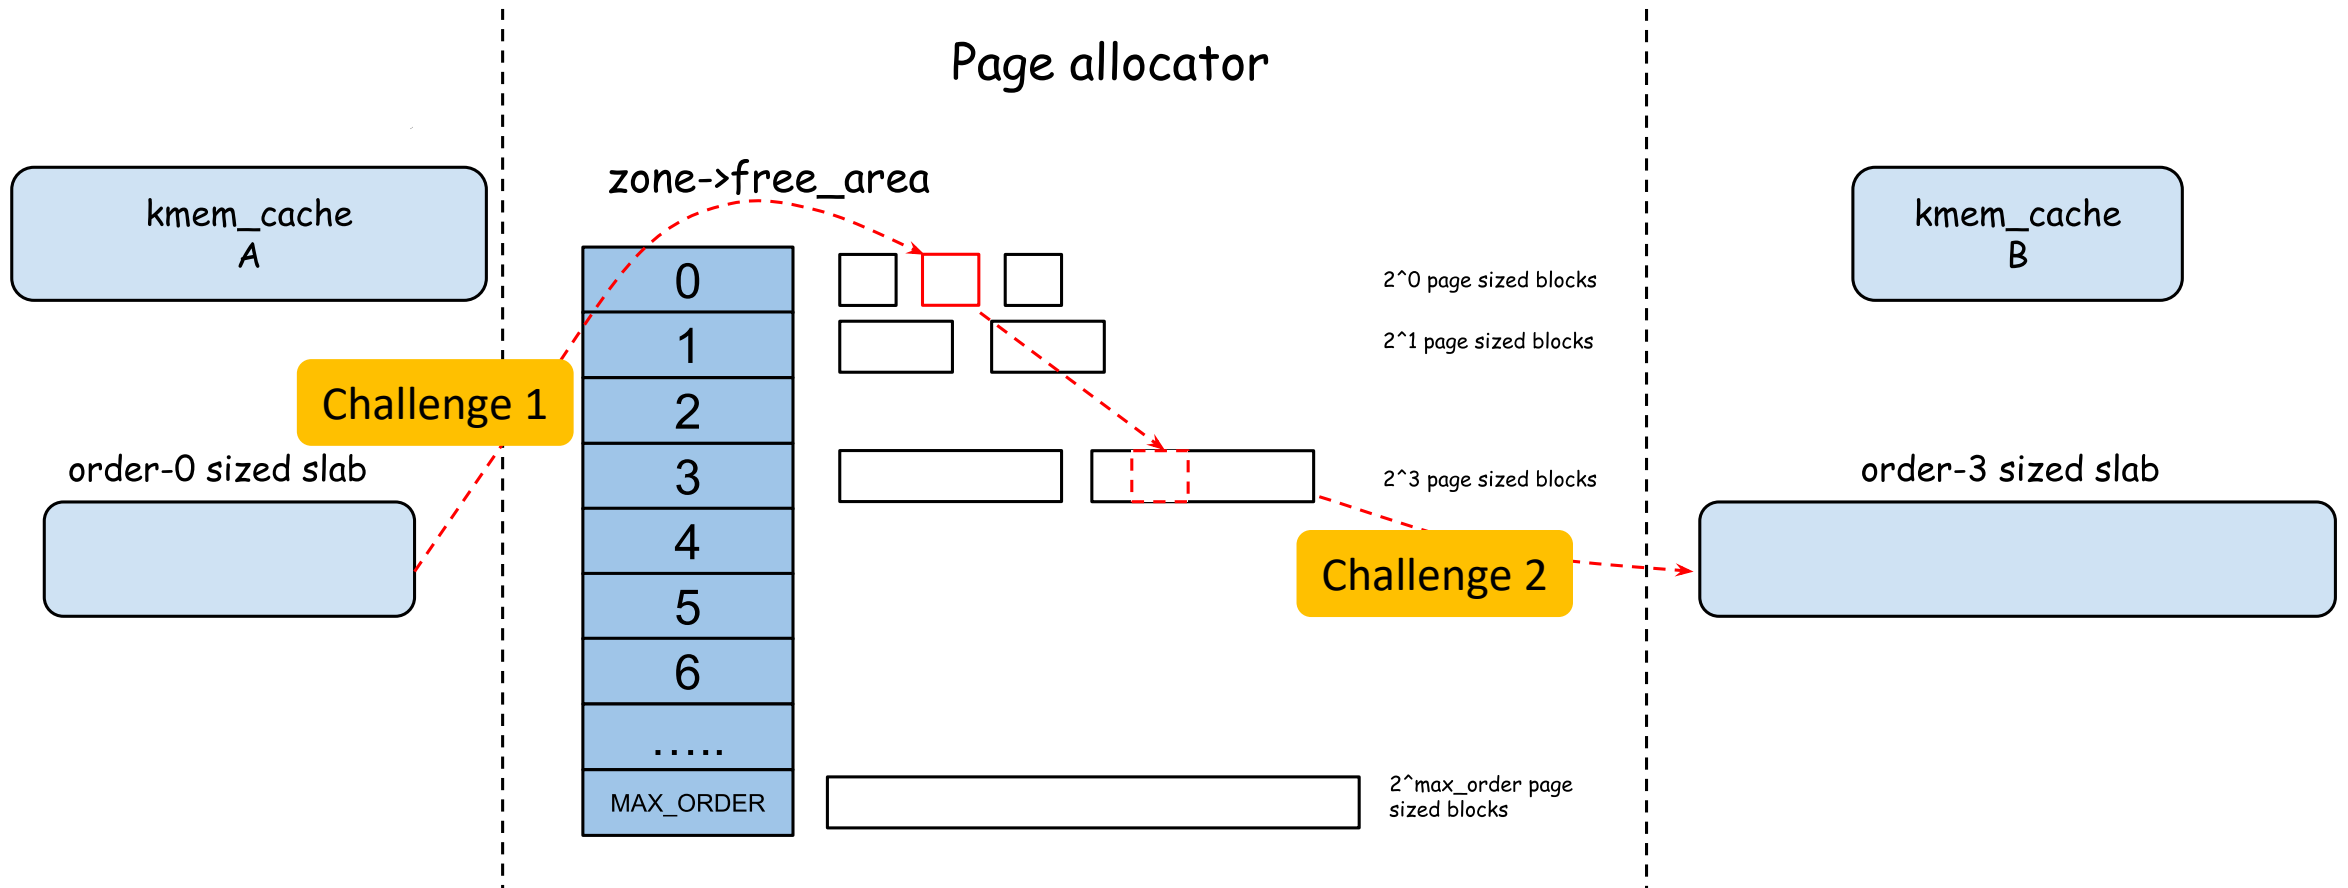 Page allocator
zone->free_area
kmem_cache
A
kmem_cache
B
0
2^0 page sized blocks
1
2^1 page sized blocks
Challenge 1
2
order-0 sized slab
3
2^3 page sized blocks
order-3 sized slab
4
Challenge 2
5
6
.....
MAX_ORDER
2^max_order page
sized blocks